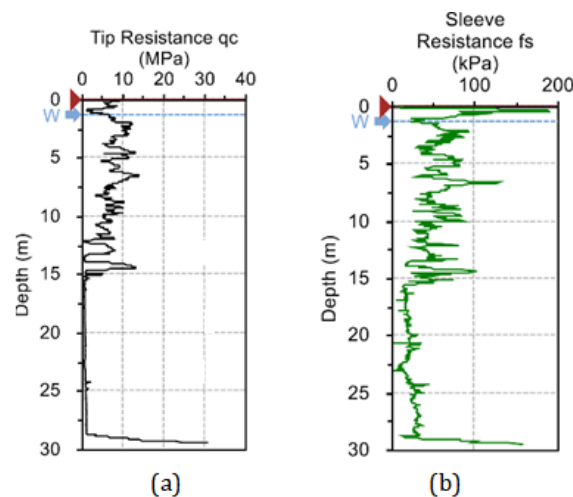 Tip Resistance qc
(MPa)
0 10 20 30 40
0
W
5
10
15
20
25
30
Depth (m)
(a)
Sleeve
Resistance fs
(kPa)
0 100 200
0
W
5
10
15
20
25
30
Depth (m)
(b)